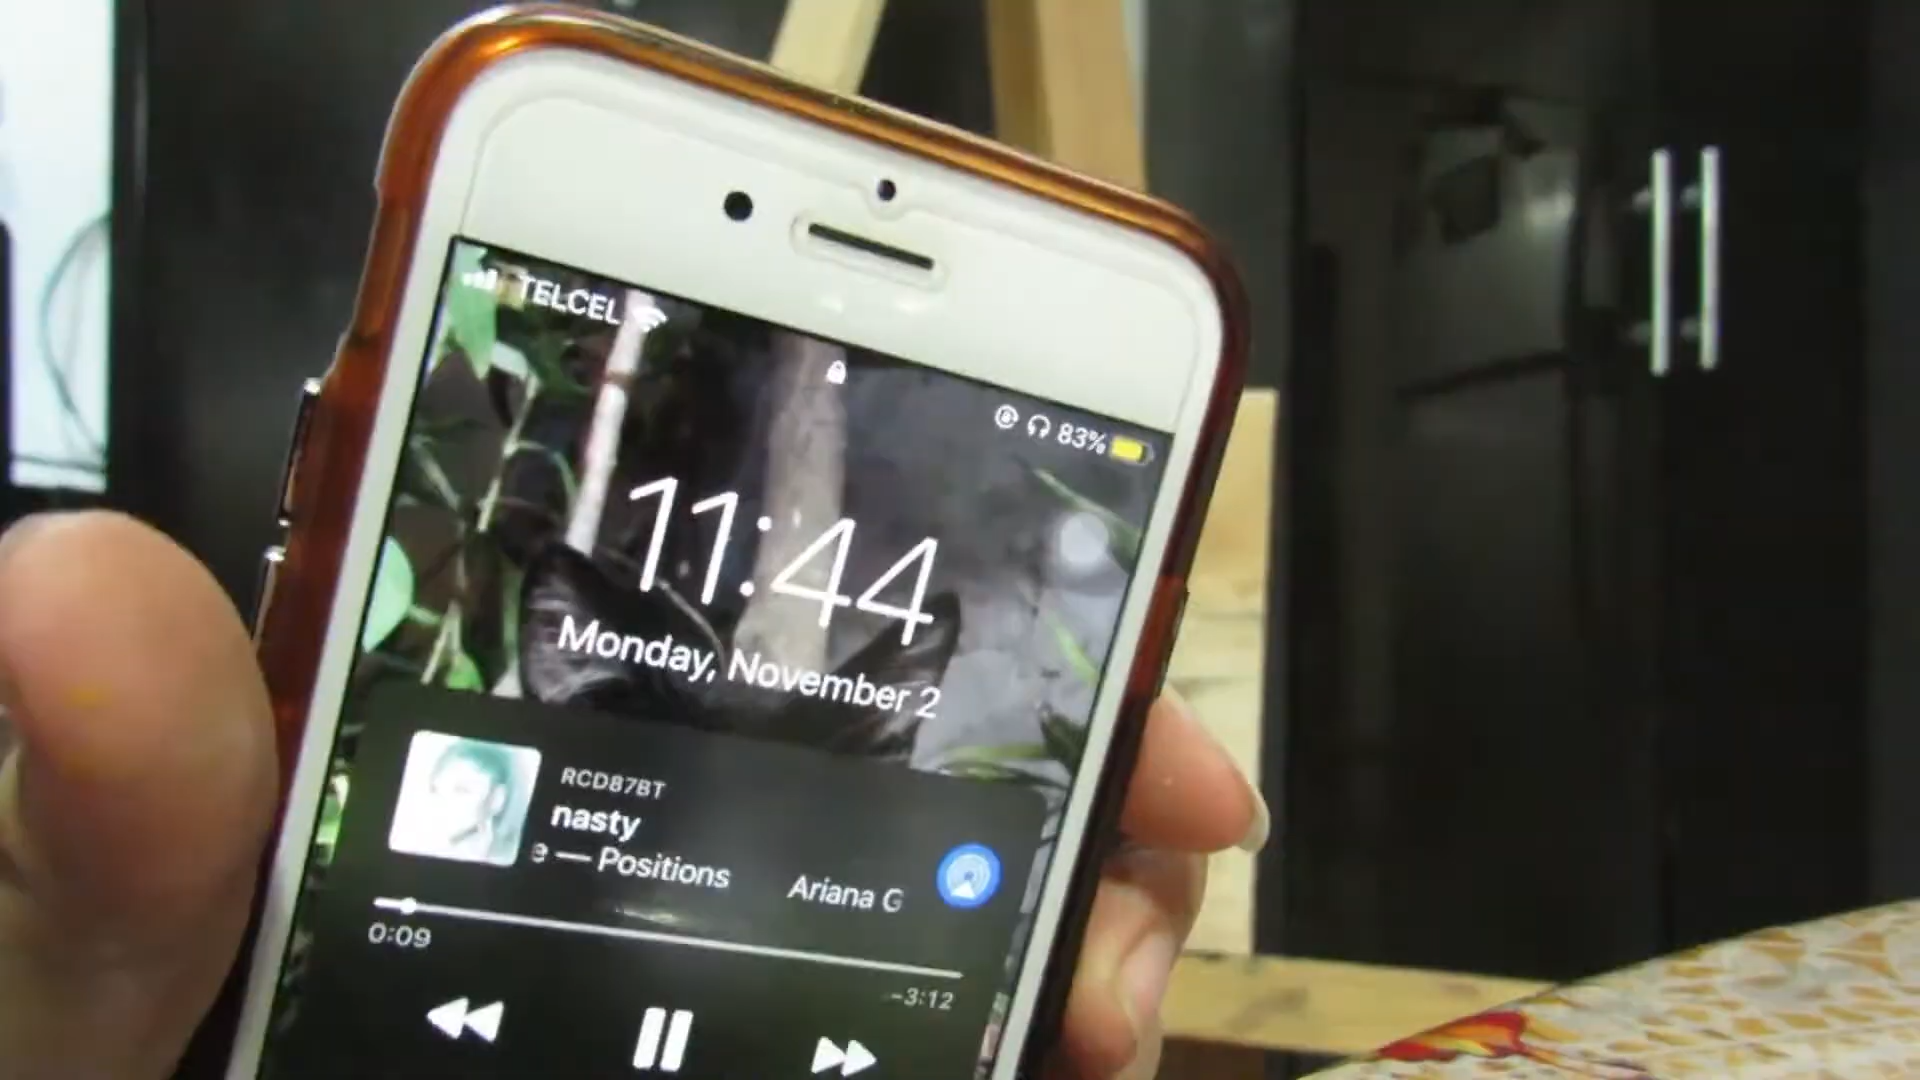 TELCEL
83%
11:44
Monday, November 2
RCD87BT
nasty
e — Positions Ariana G
0:09
-3:12